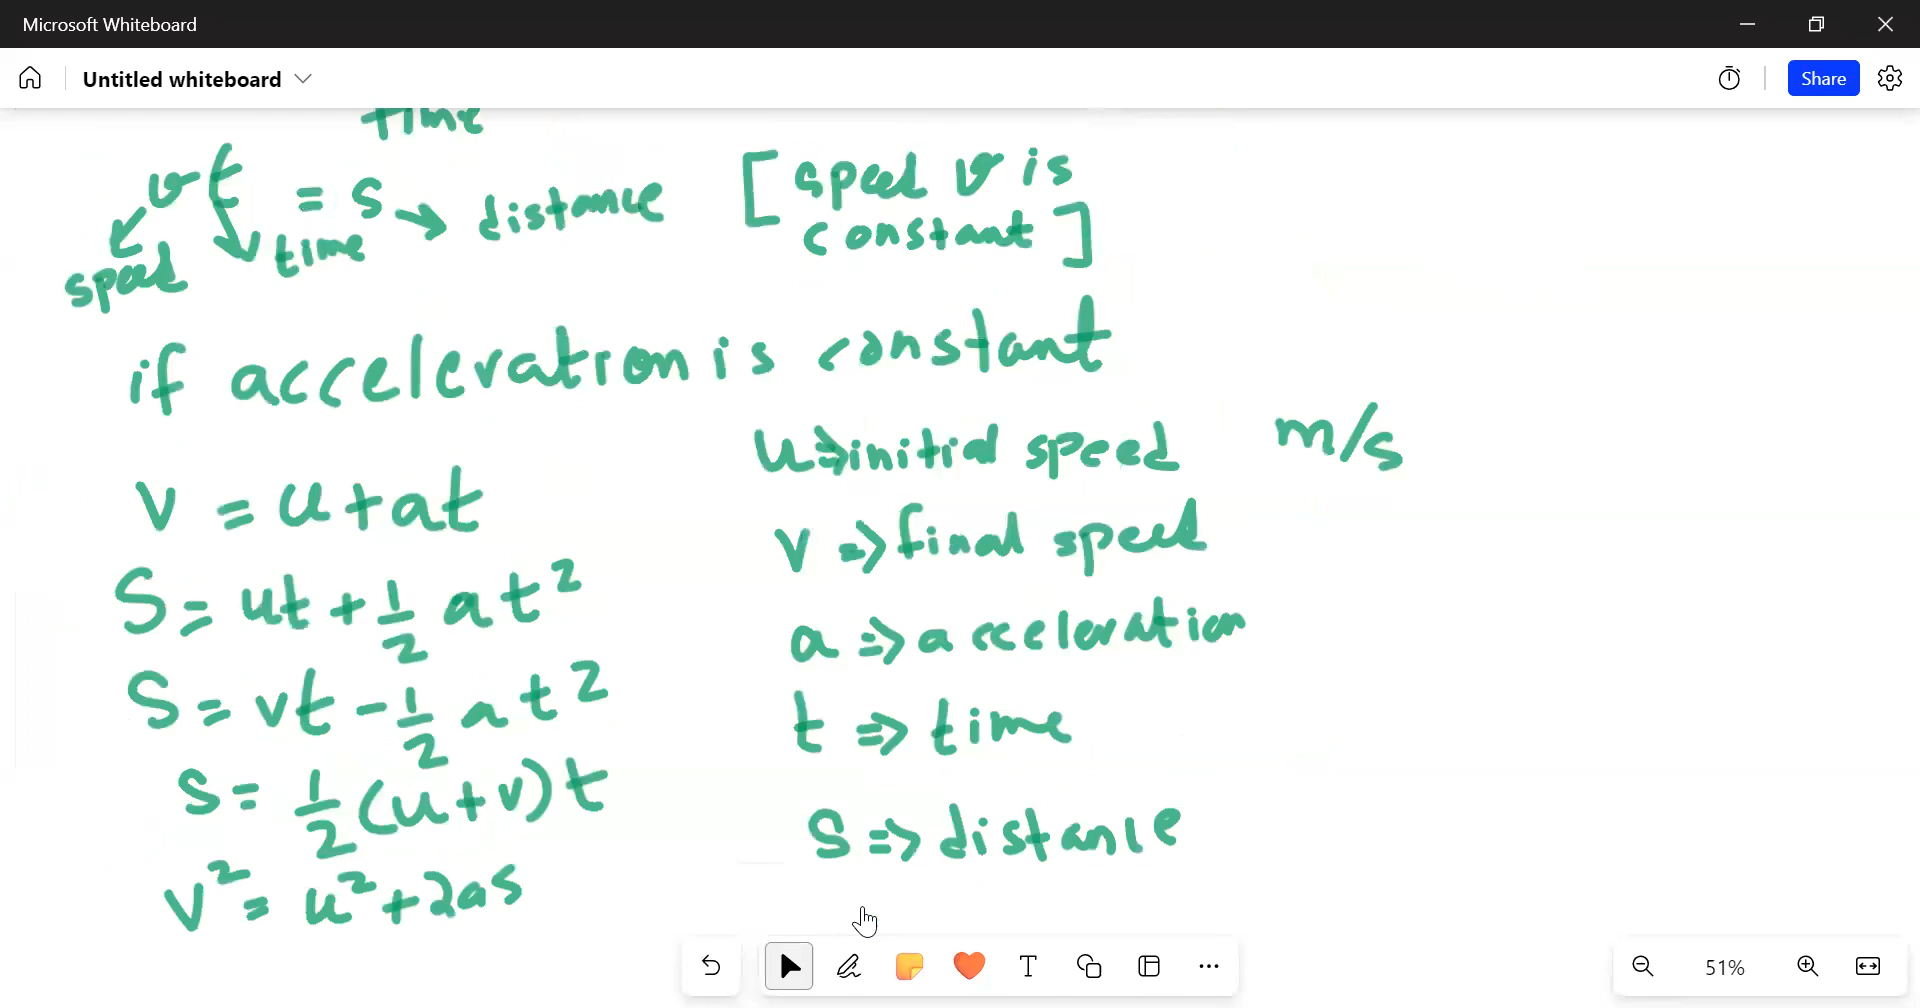 Microsoft Whiteboard
Untitled whiteboard
Share
time
vt = s → distance
speed
time
[speed v is
constant]
if acceleration is constant
v = u + at
S = ut + 1/2 at²
S = vt - 1/2 at²
S = 1/2 (u+v)t
v² = u² + 2as
u ⇒ initial speed m/s
v ⇒ final speed
a ⇒ acceleration
t ⇒ time
S ⇒ distance
51%